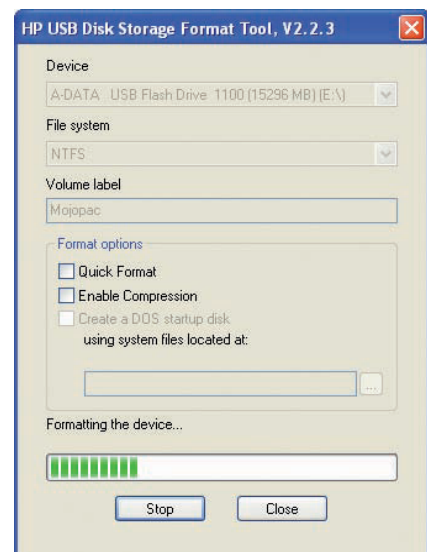 HP USB Disk Storage Format Tool, V2.2.3
Device
A-DATA USB Flash Drive 1100 (15296 MB) (E:\)
File system
NTFS
Volume label
Mojopac
Format options
Quick Format
Enable Compression
Create a DOS startup disk
using system files located at:
...
Formatting the device...
Stop
Close